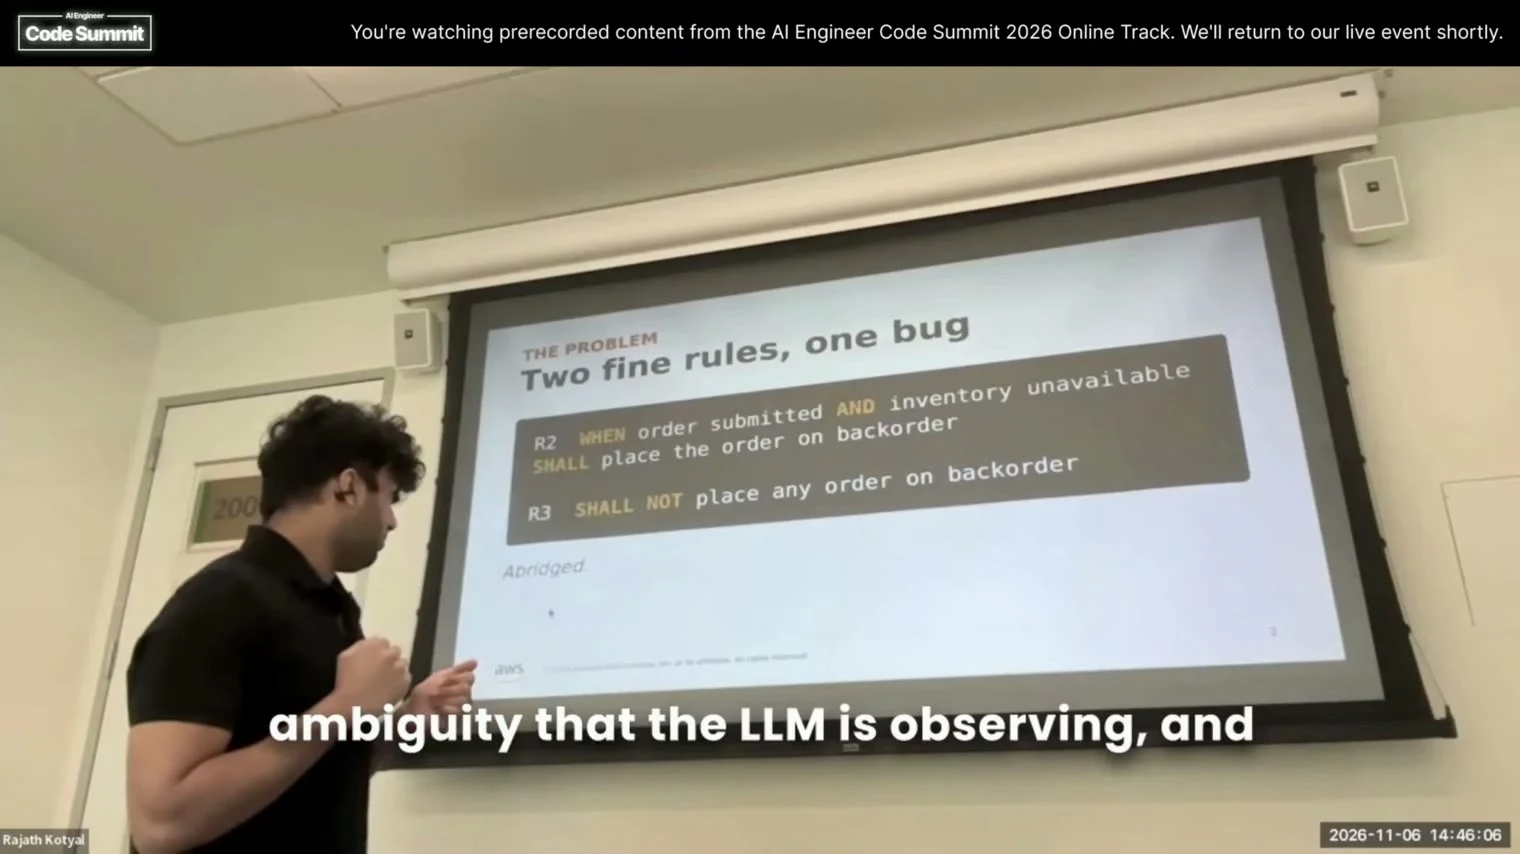 AI Engineer
Code Summit
You're watching prerecorded content from the AI Engineer Code Summit 2026 Online Track. We'll return to our live event shortly.
THE PROBLEM
Two fine rules, one bug
R2 WHEN order submitted AND inventory unavailable
SHALL place the order on backorder
R3 SHALL NOT place any order on backorder
Abridged.
2
aws
200
ambiguity that the LLM is observing, and
Rajath Kotyal
2026-11-06 14:46:06